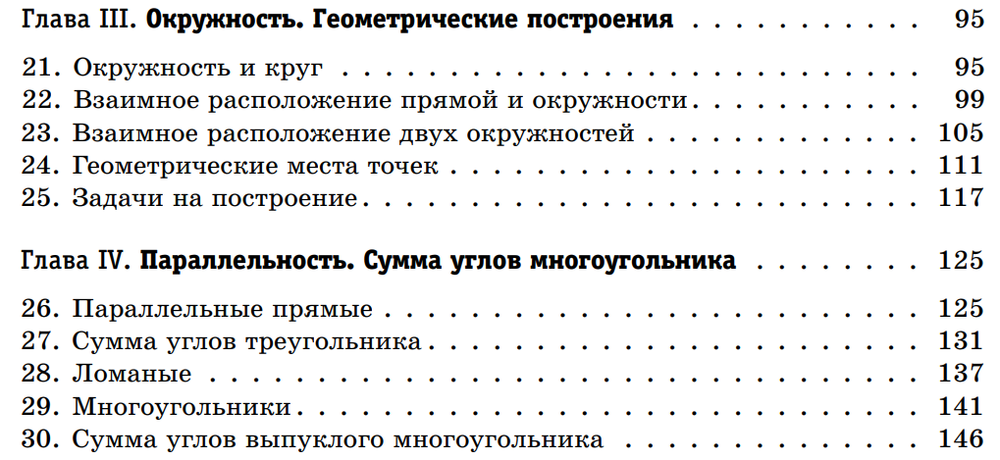 Глава III. Окружность. Геометрические построения . . . . . . . . . . . 95
21. Окружность и круг . . . . . . . . . . . . . . . . . . . . . . . . . . . 95
22. Взаимное расположение прямой и окружности . . . . . . . . . . . 99
23. Взаимное расположение двух окружностей . . . . . . . . . . . . . 105
24. Геометрические места точек . . . . . . . . . . . . . . . . . . . . . . 111
25. Задачи на построение . . . . . . . . . . . . . . . . . . . . . . . . . . 117
Глава IV. Параллельность. Сумма углов многоугольника . . . . . . . . 125
26. Параллельные прямые . . . . . . . . . . . . . . . . . . . . . . . . . 125
27. Сумма углов треугольника . . . . . . . . . . . . . . . . . . . . . . . 131
28. Ломаные . . . . . . . . . . . . . . . . . . . . . . . . . . . . . . . . . 137
29. Многоугольники . . . . . . . . . . . . . . . . . . . . . . . . . . . . . 141
30. Сумма углов выпуклого многоугольника . . . . . . . . . . . . . . 146